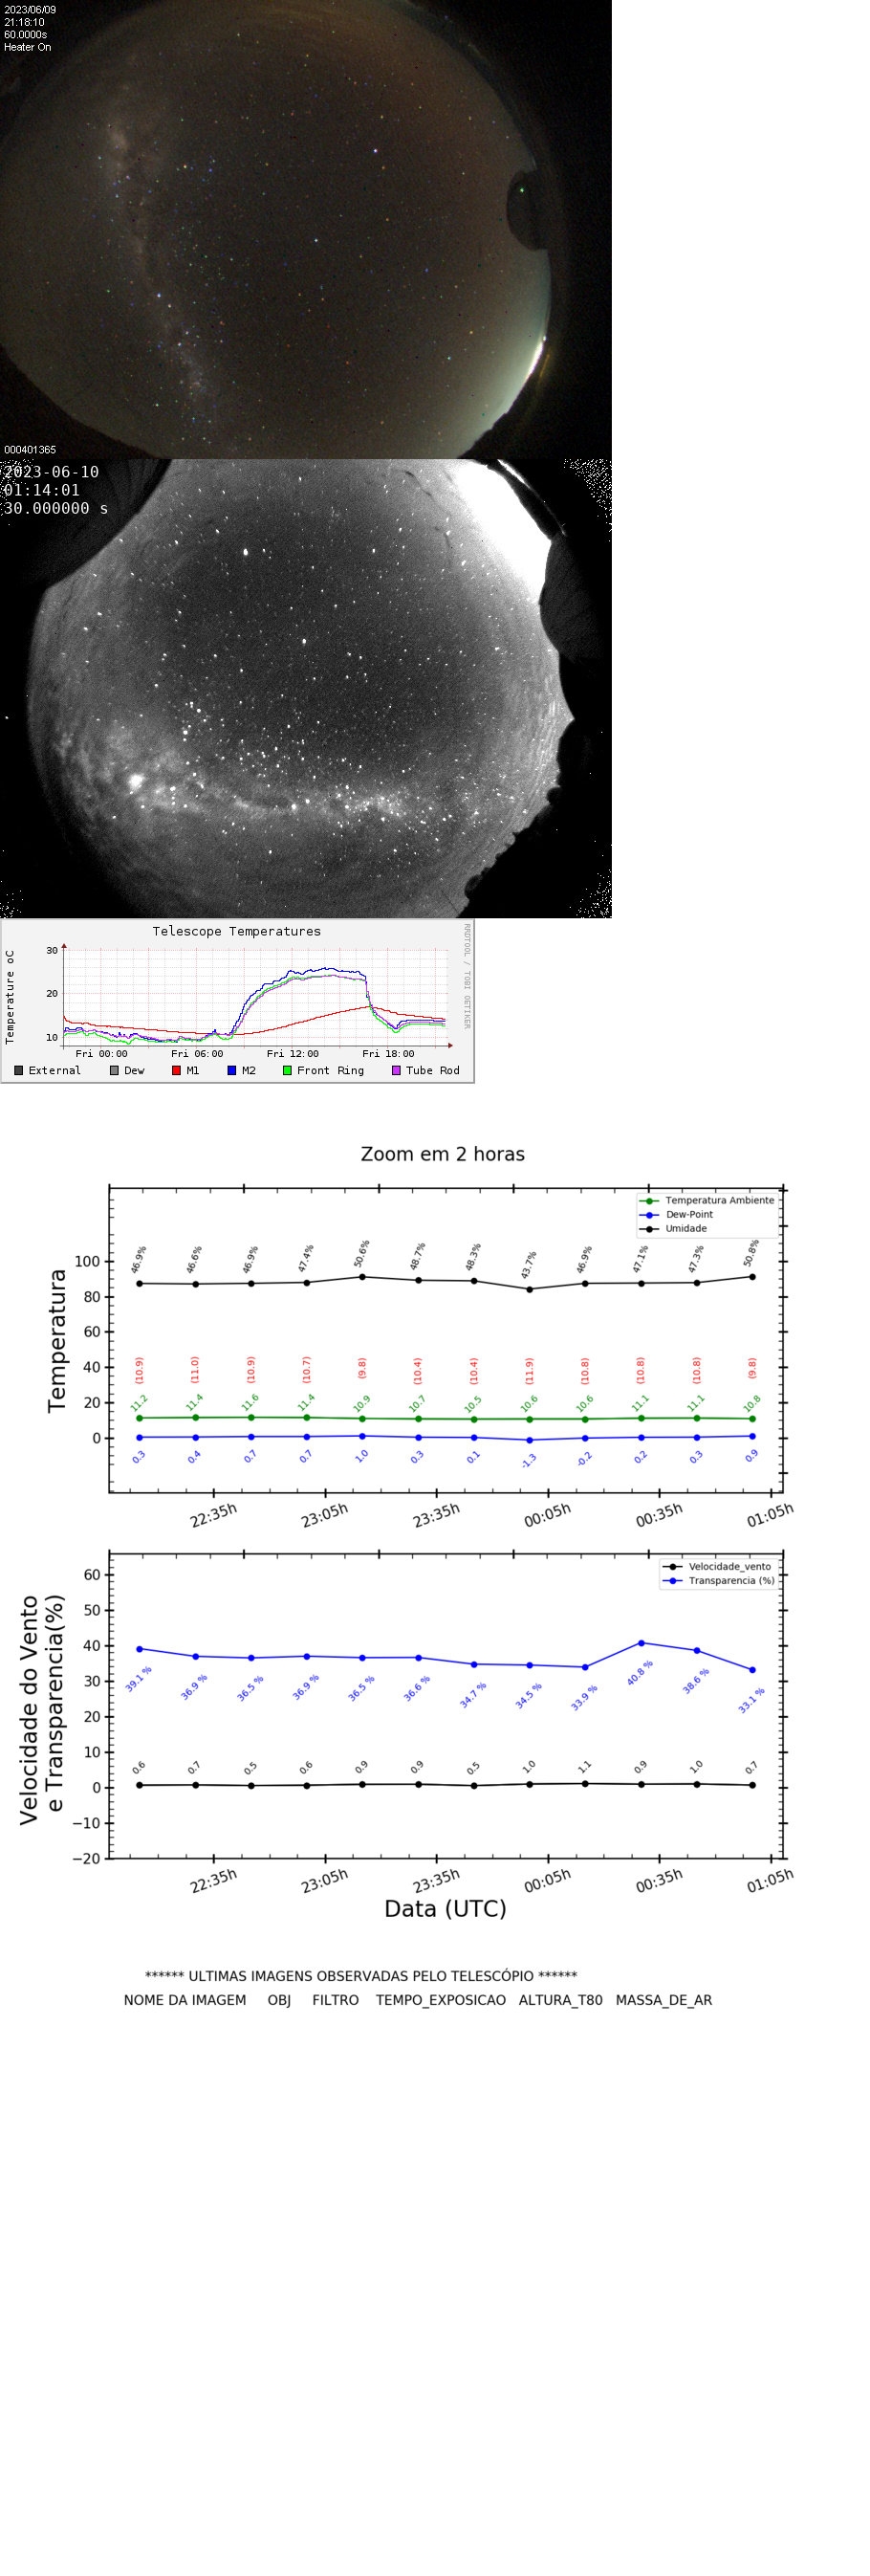 2023/06/09
21:18:10
60.0000s
Heater On
000401365
2023-06-10
01:14:01
30.000000 s
Telescope Temperatures
RRDTOOL / TOBI OETIKER
Temperature oC
30
20
10
Fri 00:00 Fri 06:00 Fri 12:00 Fri 18:00
External Dew M1 M2 Front Ring Tube Rod
Zoom em 2 horas
Temperatura Ambiente
Dew-Point
Umidade
Temperatura
100
80
60
40
20
0
46.9% 46.6% 46.9% 47.4% 50.6% 48.7% 48.3% 43.7% 46.9% 47.1% 47.3% 50.8%
(10.9) (11.0) (10.9) (10.7) (9.8) (10.4) (10.4) (11.9) (10.8) (10.8) (10.8) (9.8)
11.2 11.4 11.6 11.4 10.9 10.7 10.5 10.6 10.6 11.1 11.1 10.8
0.3 0.4 0.7 0.7 1.0 0.3 0.1 -1.3 -0.2 0.2 0.3 0.9
22:35h 23:05h 23:35h 00:05h 00:35h 01:05h
Velocidade_vento
Transparencia (%)
Velocidade do Vento
e Transparencia(%)
60
50
40
30
20
10
0
−10
−20
39.1 % 36.9 % 36.5 % 36.9 % 36.5 % 36.6 % 34.7 % 34.5 % 33.9 % 40.8 % 38.6 % 33.1 %
0.6 0.7 0.5 0.6 0.9 0.9 0.5 1.0 1.1 0.9 1.0 0.7
22:35h 23:05h 23:35h 00:05h 00:35h 01:05h
Data (UTC)
****** ULTIMAS IMAGENS OBSERVADAS PELO TELESCÓPIO ******
NOME DA IMAGEM OBJ FILTRO TEMPO_EXPOSICAO ALTURA_T80 MASSA_DE_AR